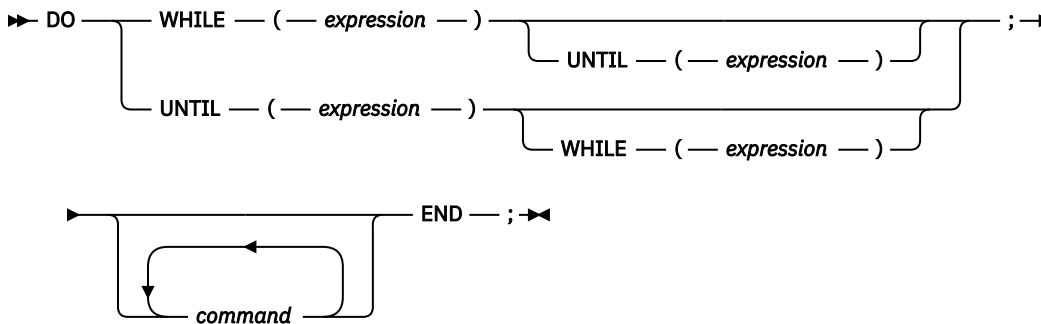 DO WHILE ( expression ) ;
UNTIL ( expression )
UNTIL ( expression )
WHILE ( expression )
END ;
command